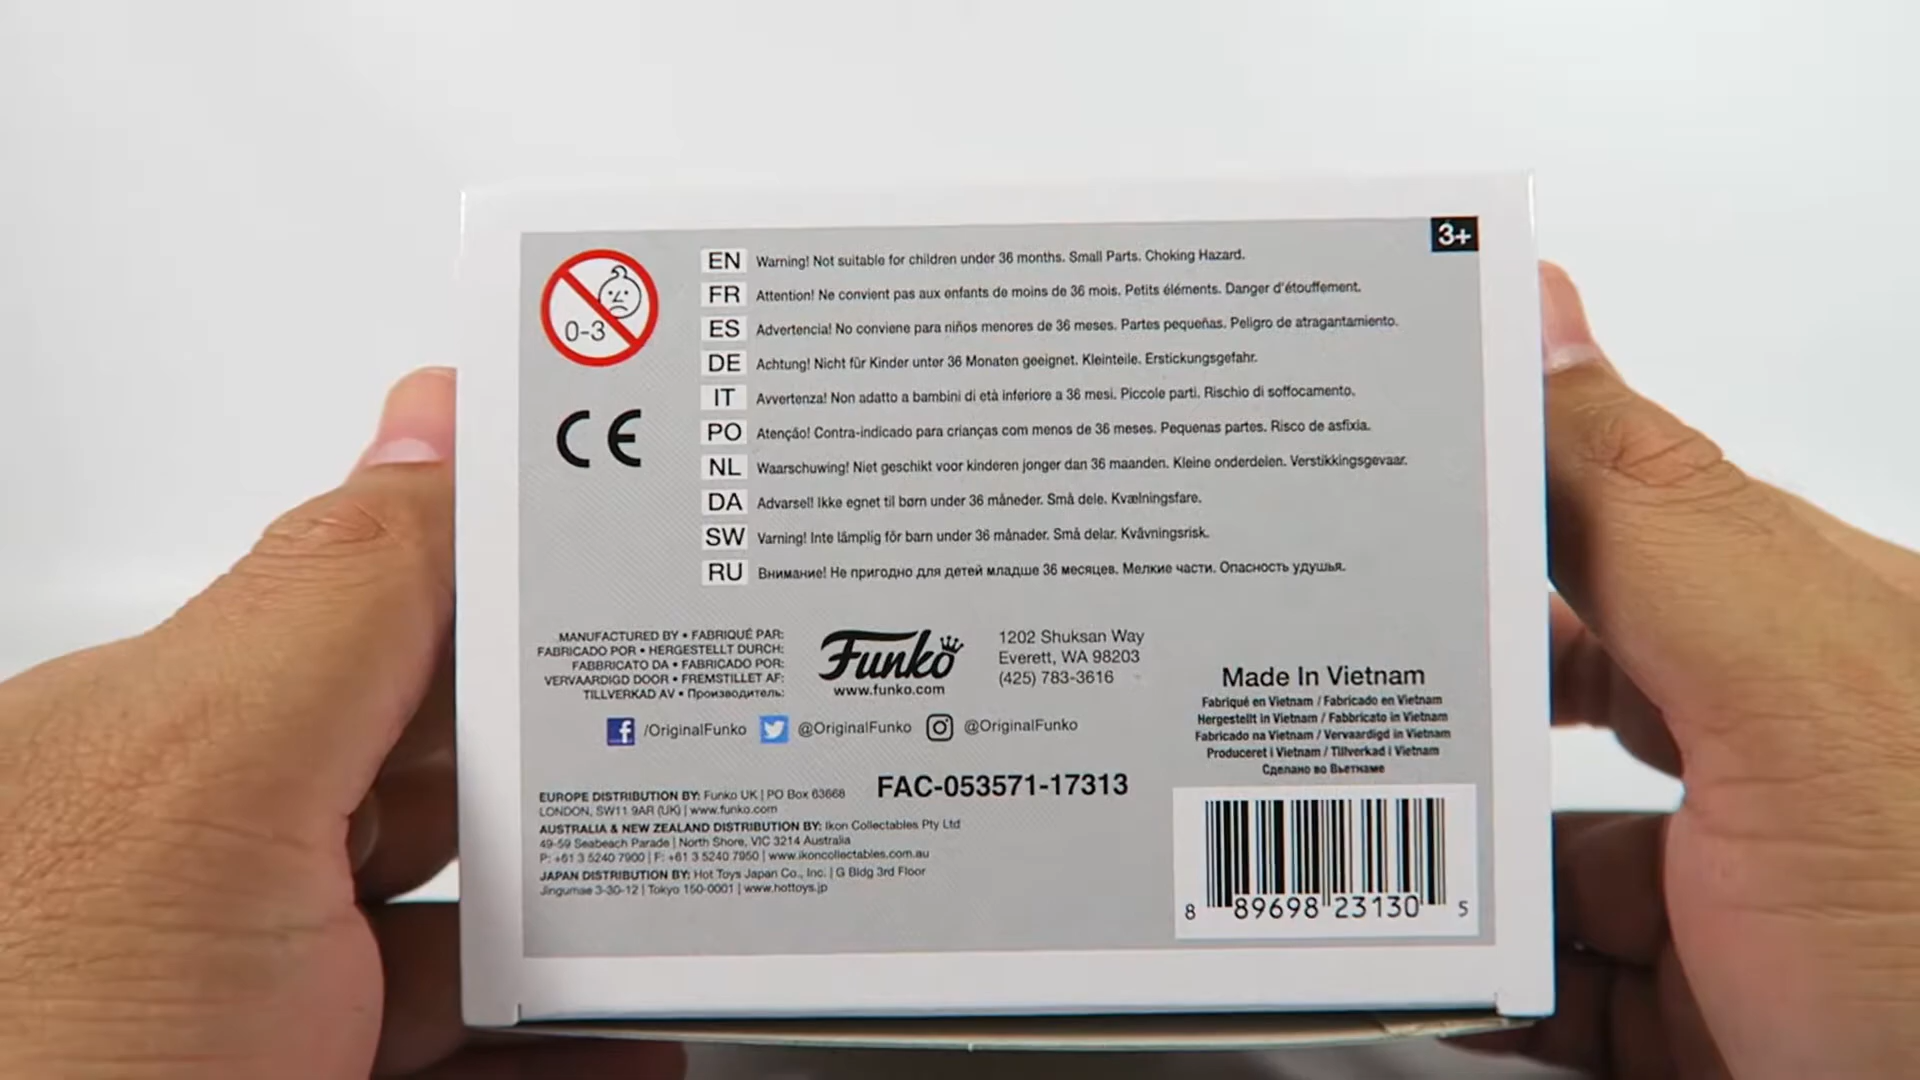 3+
0-3
CE
EN Warning! Not suitable for children under 36 months. Small Parts. Choking Hazard.
FR Attention! Ne convient pas aux enfants de moins de 36 mois. Petits éléments. Danger d'étouffement.
ES Advertencia! No conviene para niños menores de 36 meses. Partes pequeñas. Peligro de atragantamiento.
DE Achtung! Nicht für Kinder unter 36 Monaten geeignet. Kleinteile. Erstickungsgefahr.
IT Avvertenza! Non adatto a bambini di età inferiore a 36 mesi. Piccole parti. Rischio di soffocamento.
PO Atenção! Contra-indicado para crianças com menos de 36 meses. Pequenas partes. Risco de asfixia.
NL Waarschuwing! Niet geschikt voor kinderen jonger dan 36 maanden. Kleine onderdelen. Verstikkingsgevaar.
DA Advarsel! Ikke egnet til børn under 36 måneder. Små dele. Kvælningsfare.
SW Varning! Inte lämplig för barn under 36 månader. Små delar. Kvävningsrisk.
RU Внимание! Не пригодно для детей младше 36 месяцев. Мелкие части. Опасность удушья.
MANUFACTURED BY • FABRIQUÉ PAR:
FABRICADO POR • HERGESTELLT DURCH:
FABBRICATO DA • FABRICADO POR:
VERVAARDIGD DOOR • FREMSTILLET AF:
TILLVERKAD AV • Производитель:
Funko
www.funko.com
1202 Shuksan Way
Everett, WA 98203
(425) 783-3616
/OriginalFunko @OriginalFunko @OriginalFunko
Made In Vietnam
Fabriqué en Vietnam / Fabricado en Vietnam
Hergestellt in Vietnam / Fabbricato in Vietnam
Fabricado na Vietnam / Vervaardigd in Vietnam
Produceret i Vietnam / Tillverkad i Vietnam
Сделано во Вьетнаме
FAC-053571-17313
EUROPE DISTRIBUTION BY: Funko UK | PO Box 63668
LONDON, SW11 9AR (UK) | www.funko.com
AUSTRALIA & NEW ZEALAND DISTRIBUTION BY: Ikon Collectables Pty Ltd
49-59 Seabeach Parade | North Shore, VIC 3214 Australia
P: +61 3 5240 7900 | F: +61 3 5240 7950 | www.ikoncollectables.com.au
JAPAN DISTRIBUTION BY: Hot Toys Japan Co., Inc. | G Bldg 3rd Floor
Jingumae 3-30-12 | Tokyo 150-0001 | www.hottoys.jp
8 89698 23130 5